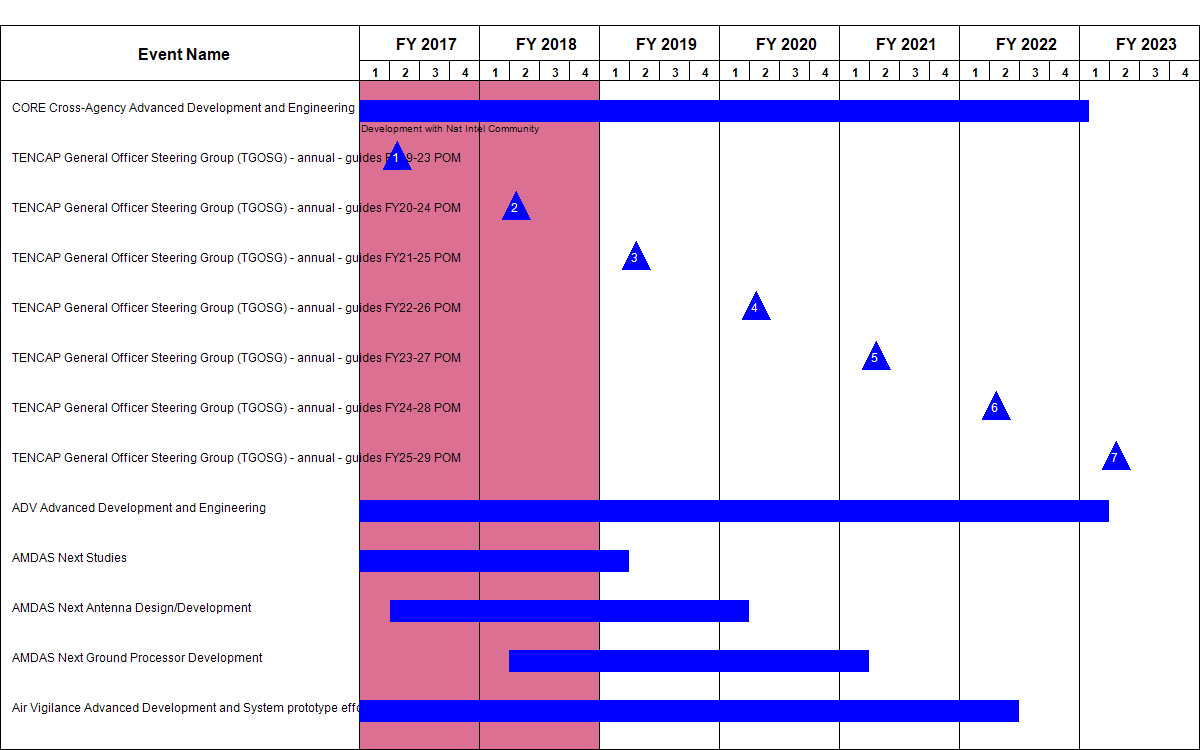 Event Name
FY 2017 FY 2018 FY 2019 FY 2020 FY 2021 FY 2022 FY 2023
1 2 3 4 1 2 3 4 1 2 3 4 1 2 3 4 1 2 3 4 1 2 3 4 1 2 3 4
CORE Cross-Agency Advanced Development and Engineering
Development with Nat Intel Community
TENCAP General Officer Steering Group (TGOSG) - annual - guides 9-23 POM
1
TENCAP General Officer Steering Group (TGOSG) - annual - guides FY20-24 POM
2
TENCAP General Officer Steering Group (TGOSG) - annual - guides FY21-25 POM
3
TENCAP General Officer Steering Group (TGOSG) - annual - guides FY22-26 POM
4
TENCAP General Officer Steering Group (TGOSG) - annual - guides FY23-27 POM
5
TENCAP General Officer Steering Group (TGOSG) - annual - guides FY24-28 POM
6
TENCAP General Officer Steering Group (TGOSG) - annual - guides FY25-29 POM
7
ADV Advanced Development and Engineering
AMDAS Next Studies
AMDAS Next Antenna Design/Development
AMDAS Next Ground Processor Development
Air Vigilance Advanced Development and System prototype effo